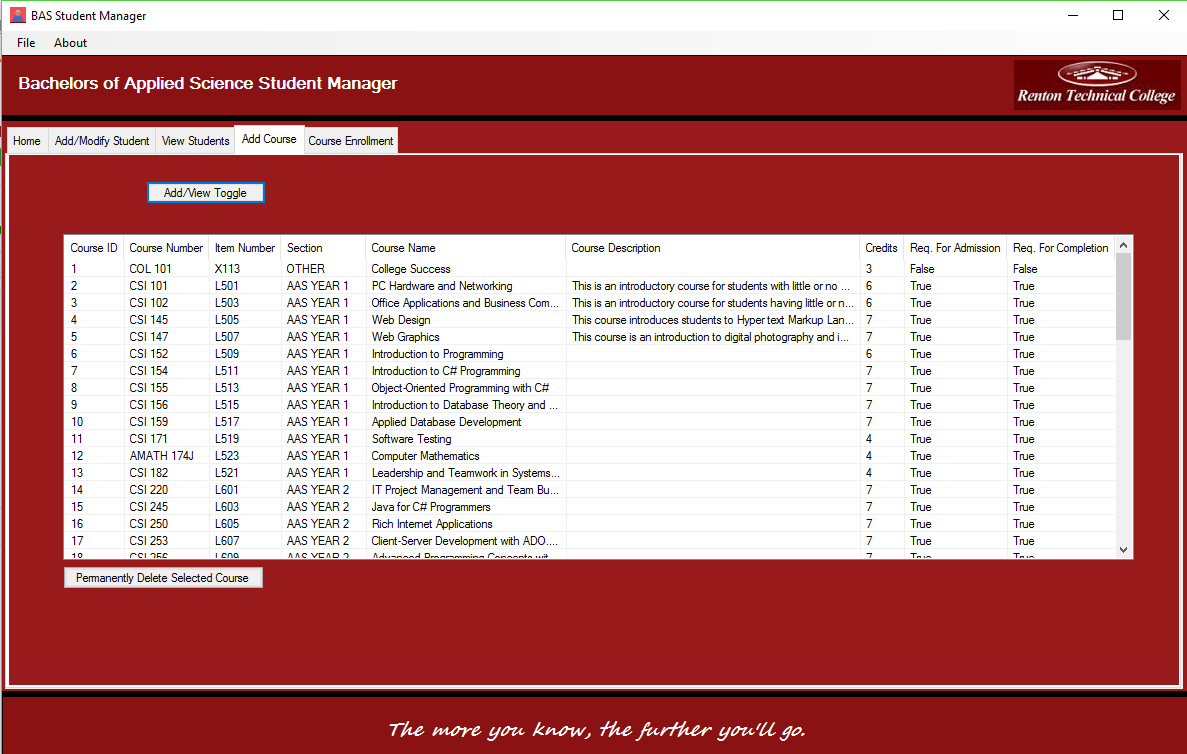 BAS Student Manager
File About
Bachelors of Applied Science Student Manager
Renton Technical College
Home Add/Modify Student View Students Add Course Course Enrollment
Add/View Toggle
Course ID Course Number Item Number Section Course Name Course Description Credits Req. For Admission Req. For Completion
1 COL 101 X113 OTHER College Success 3 False False
2 CSI 101 L501 AAS YEAR 1 PC Hardware and Networking This is an introductory course for students with little or no ... 6 True True
3 CSI 102 L503 AAS YEAR 1 Office Applications and Business Com... This is an introductory course for students having little or n... 6 True True
4 CSI 145 L505 AAS YEAR 1 Web Design This course introduces students to Hyper text Markup Lan... 7 True True
5 CSI 147 L507 AAS YEAR 1 Web Graphics This course is an introduction to digital photography and i... 7 True True
6 CSI 152 L509 AAS YEAR 1 Introduction to Programming 6 True True
7 CSI 154 L511 AAS YEAR 1 Introduction to C# Programming 7 True True
8 CSI 155 L513 AAS YEAR 1 Object-Oriented Programming with C# 7 True True
9 CSI 156 L515 AAS YEAR 1 Introduction to Database Theory and ... 7 True True
10 CSI 159 L517 AAS YEAR 1 Applied Database Development 7 True True
11 CSI 171 L519 AAS YEAR 1 Software Testing 4 True True
12 AMATH 174J L523 AAS YEAR 1 Computer Mathematics 4 True True
13 CSI 182 L521 AAS YEAR 1 Leadership and Teamwork in Systems... 4 True True
14 CSI 220 L601 AAS YEAR 2 IT Project Management and Team Bu... 7 True True
15 CSI 245 L603 AAS YEAR 2 Java for C# Programmers 7 True True
16 CSI 250 L605 AAS YEAR 2 Rich Internet Applications 7 True True
17 CSI 253 L607 AAS YEAR 2 Client-Server Development with ADO.... 7 True True
18 CSI 256 L609 AAS YEAR 2 Advanced Programming Concepts wit... 7 True True
Permanently Delete Selected Course
The more you know, the further you'll go.